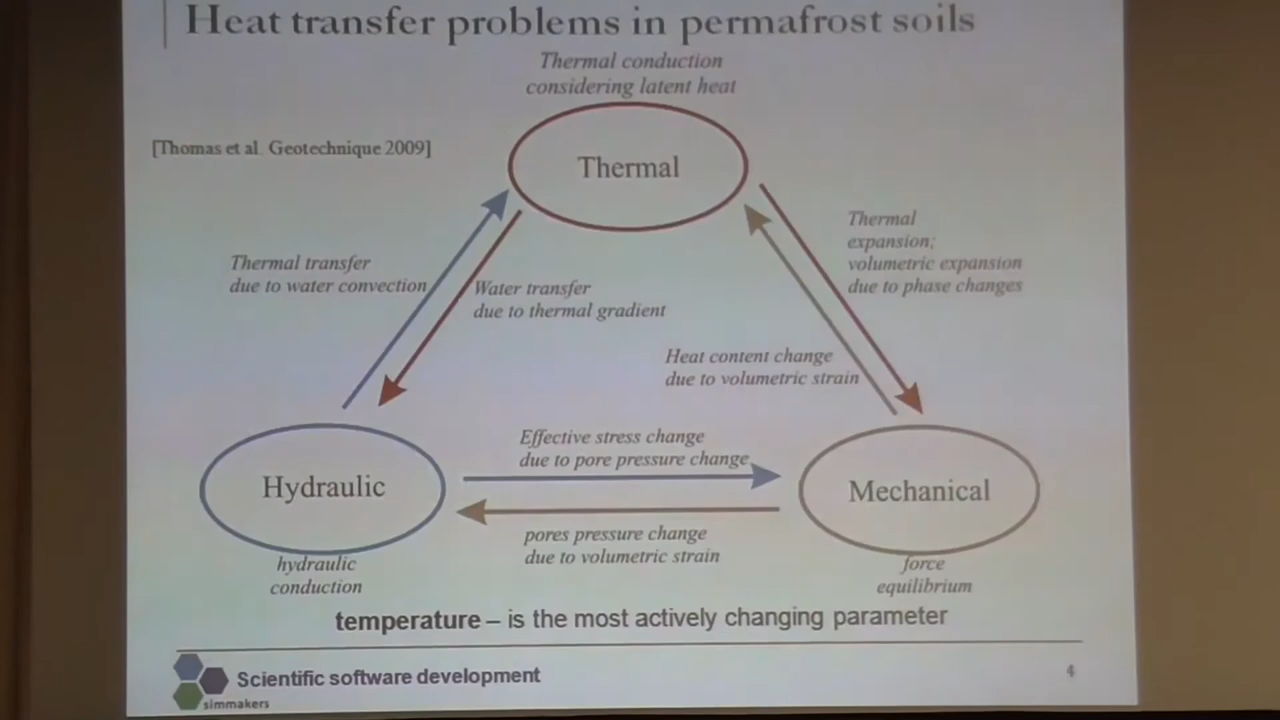 Heat transfer problems in permafrost soils
Thermal conduction
considering latent heat
[Thomas et al. Geotechnique 2009]
Thermal
Thermal
expansion;
volumetric expansion
due to phase changes
Thermal transfer
due to water convection
Water transfer
due to thermal gradient
Heat content change
due to volumetric strain
Effective stress change
due to pore pressure change
Hydraulic
Mechanical
pores pressure change
due to volumetric strain
hydraulic
conduction
force
equilibrium
temperature – is the most actively changing parameter
Scientific software development
4
simmakers